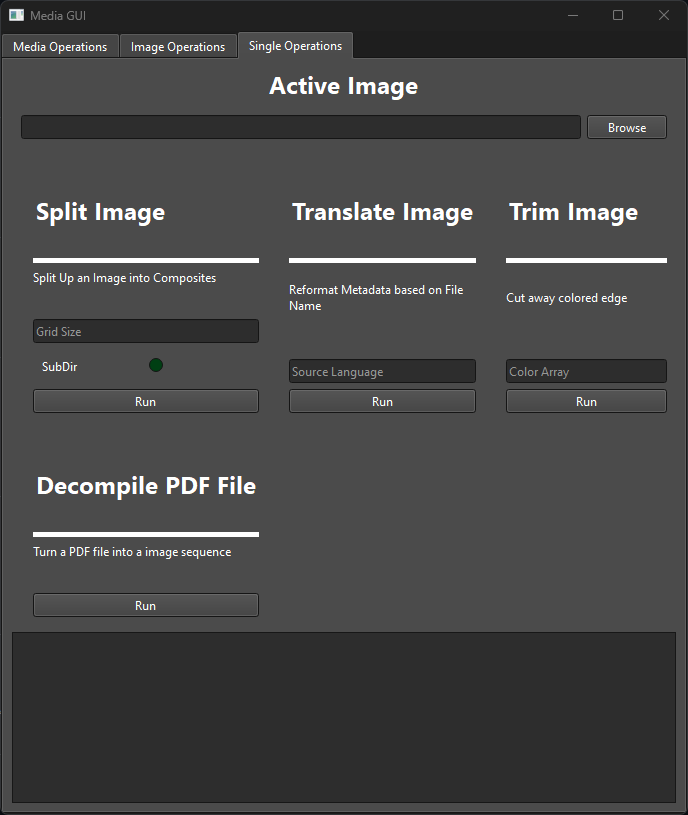 Media GUI
Media Operations
Image Operations
Single Operations
Active Image
Browse
Split Image
Split Up an Image into Composites
Grid Size
SubDir
Run
Translate Image
Reformat Metadata based on File
Name
Source Language
Run
Trim Image
Cut away colored edge
Color Array
Run
Decompile PDF File
Turn a PDF file into a image sequence
Run